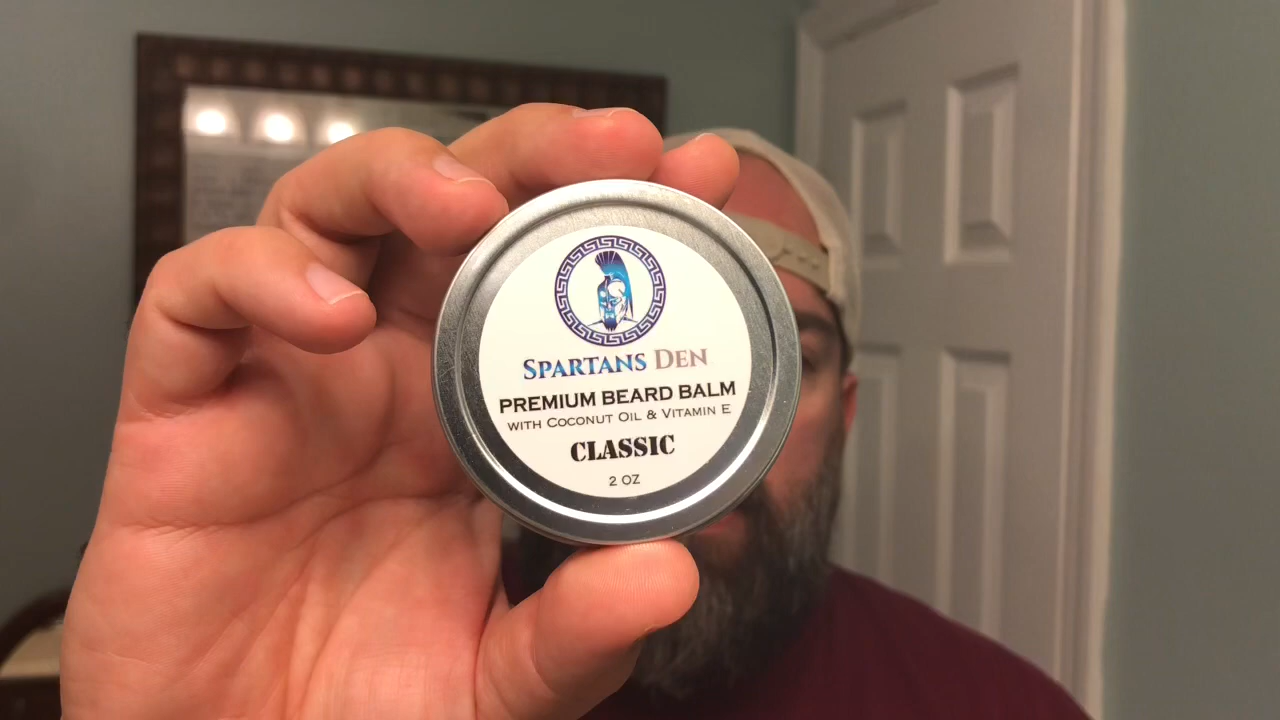 SPARTANS DEN
PREMIUM BEARD BALM
WITH COCONUT OIL & VITAMIN E
CLASSIC
2 OZ